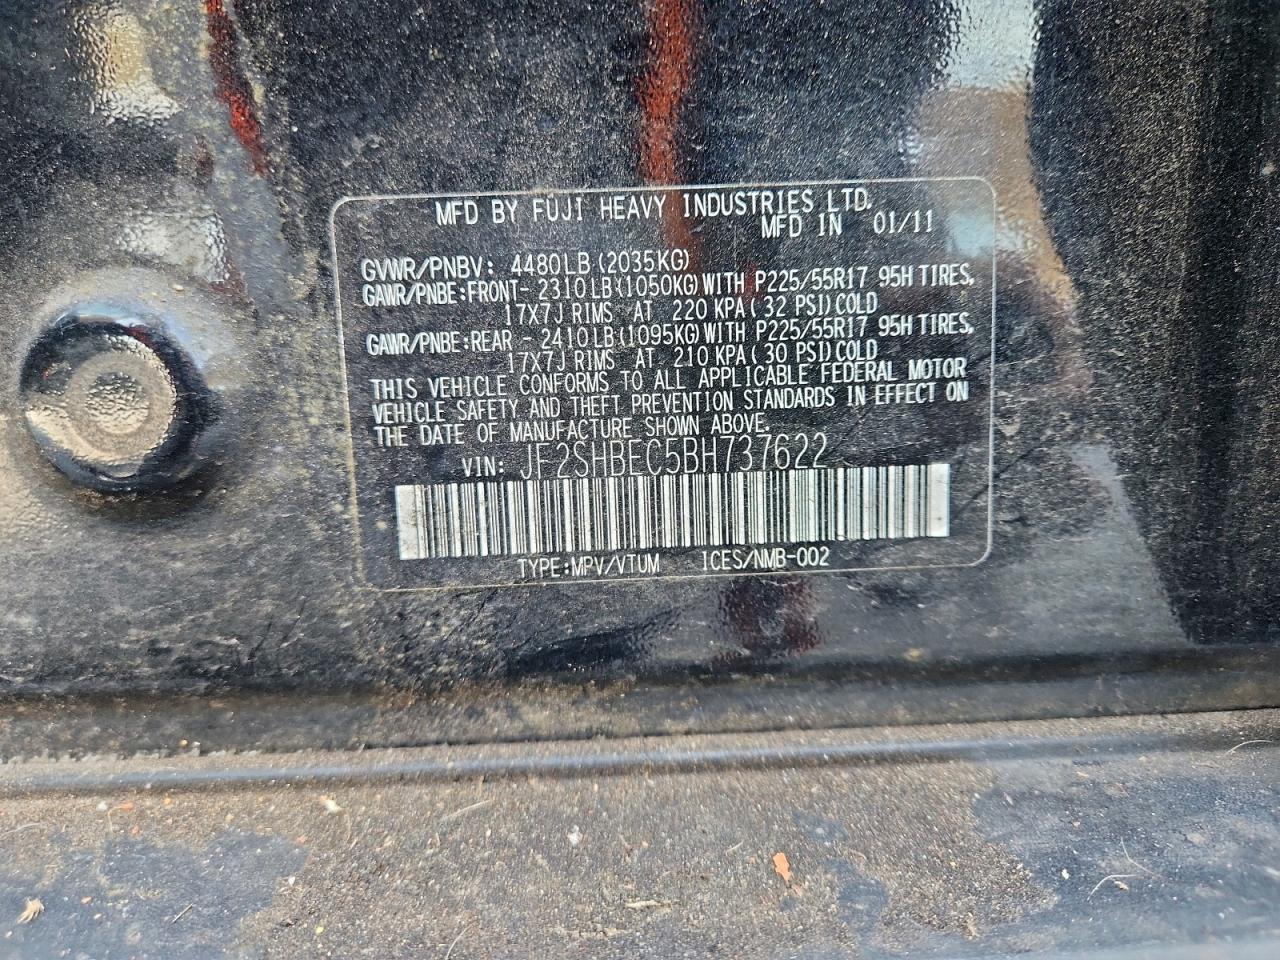 MFD BY FUJI HEAVY INDUSTRIES LTD.
MFD IN 01/11
GVWR/PNBV: 4480LB(2035KG)
GAWR/PNBE:FRONT- 2310LB(1050KG)WITH P225/55R17 95H TIRES,
17X7J RIMS AT 220 KPA(32 PSI)COLD
GAWR/PNBE:REAR - 2410LB(1095KG)WITH P225/55R17 95H TIRES,
17X7J RIMS AT 210 KPA(30 PSI)COLD
THIS VEHICLE CONFORMS TO ALL APPLICABLE FEDERAL MOTOR
VEHICLE SAFETY AND THEFT PREVENTION STANDARDS IN EFFECT ON
THE DATE OF MANUFACTURE SHOWN ABOVE.
VIN: JF2SHBEC5BH737622
TYPE:MPV/VTUM ICES/NMB-002